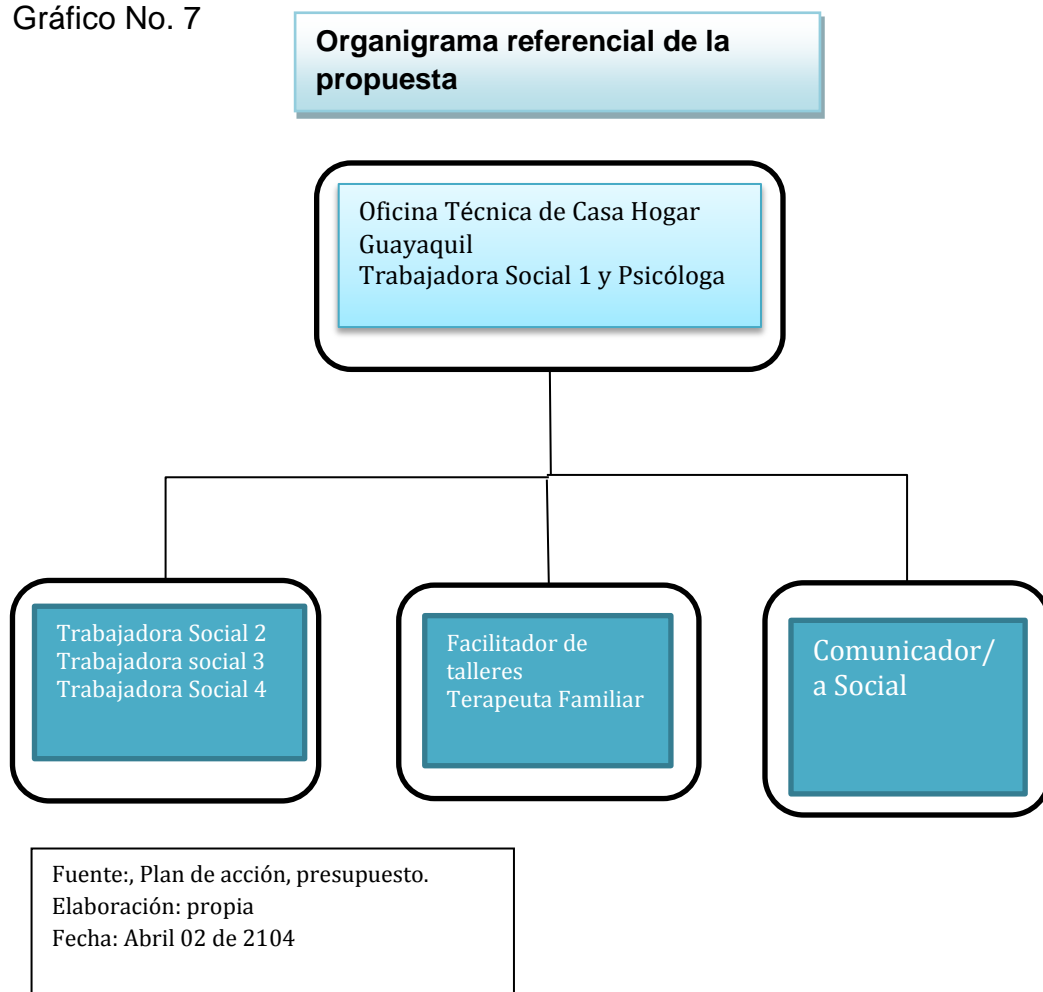 Gráfico No. 7
Organigrama referencial de la
propuesta
Oficina Técnica de Casa Hogar
Guayaquil
Trabajadora Social 1 y Psicóloga
Trabajadora Social 2
Trabajadora social 3
Trabajadora Social 4
Facilitador de
talleres
Terapeuta Familiar
Comunicador/
a Social
Fuente:, Plan de acción, presupuesto.
Elaboración: propia
Fecha: Abril 02 de 2104